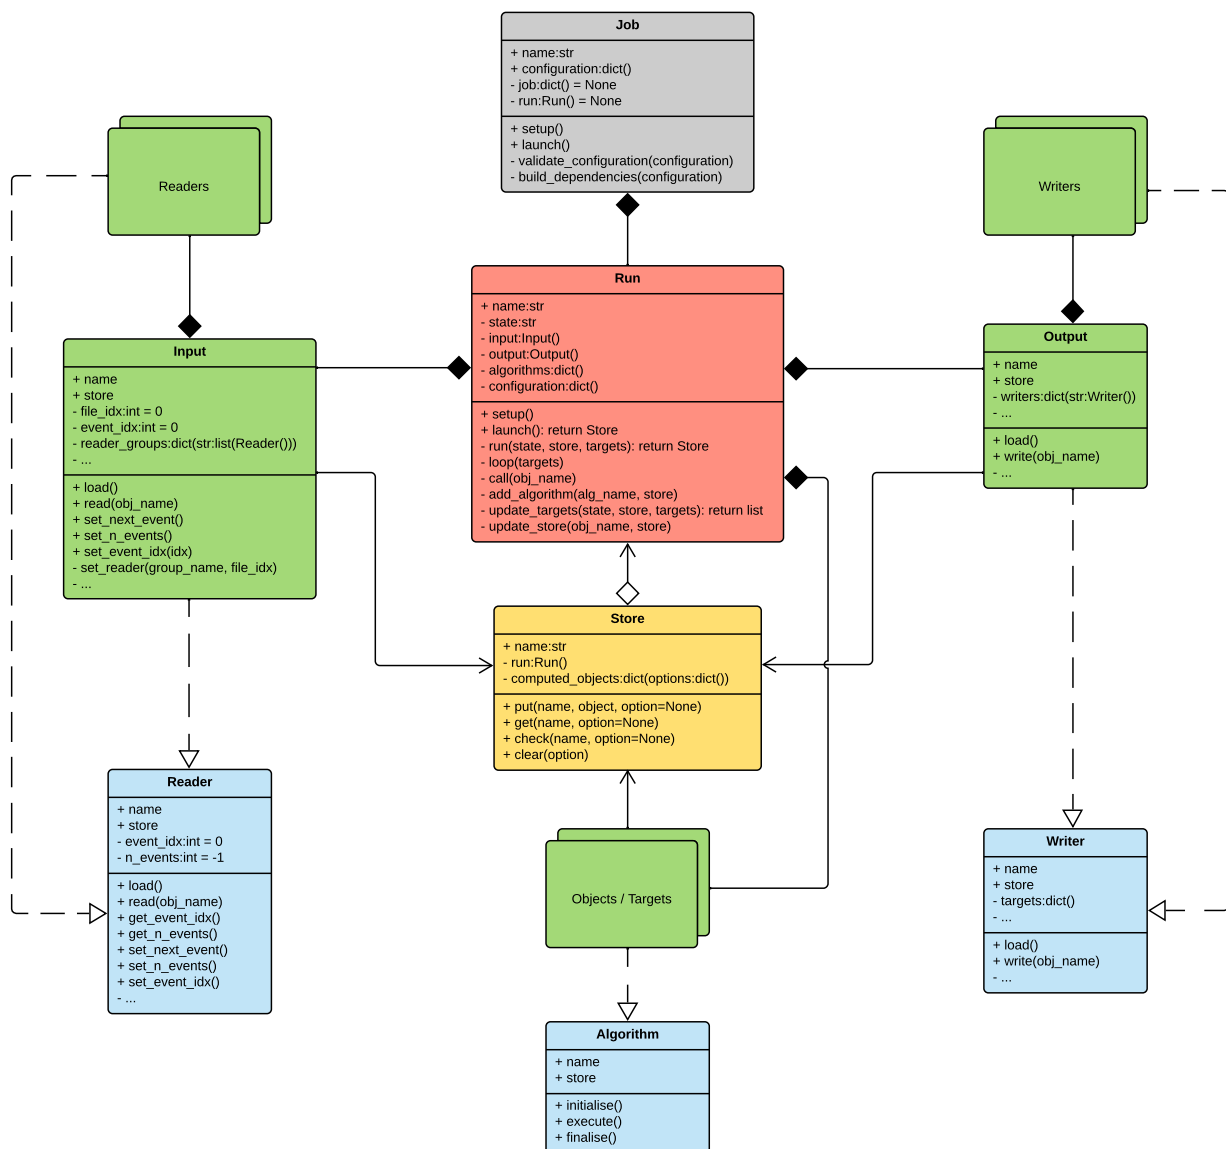 Job
+ name:str
+ configuration:dict()
- job:dict() = None
- run:Run() = None
+ setup()
+ launch()
- validate_configuration(configuration)
- build_dependencies(configuration)
Readers
Writers
Run
+ name:str
- state:str
- input:Input()
- output:Output()
- algorithms:dict()
- configuration:dict()
+ setup()
+ launch(): return Store
- run(state, store, targets): return Store
- loop(targets)
- call(obj_name)
- add_algorithm(alg_name, store)
- update_targets(state, store, targets): return list
- update_store(obj_name, store)
Input
+ name
+ store
- file_idx:int = 0
- event_idx:int = 0
- reader_groups:dict(str:list(Reader()))
- ...
+ load()
+ read(obj_name)
+ set_next_event()
+ set_n_events()
+ set_event_idx(idx)
- set_reader(group_name, file_idx)
- ...
Output
+ name
+ store
- writers:dict(str:Writer())
- ...
+ load()
+ write(obj_name)
- ...
Store
+ name:str
- run:Run()
- computed_objects:dict(options:dict())
+ put(name, object, option=None)
+ get(name, option=None)
+ check(name, option=None)
+ clear(option)
Reader
+ name
+ store
- event_idx:int = 0
- n_events:int = -1
+ load()
+ read(obj_name)
+ get_event_idx()
+ get_n_events()
+ set_next_event()
+ set_n_events()
+ set_event_idx()
- ...
Objects / Targets
Writer
+ name
+ store
- targets:dict()
- ...
+ load()
+ write(obj_name)
- ...
Algorithm
+ name
+ store
+ initialise()
+ execute()
+ finalise()